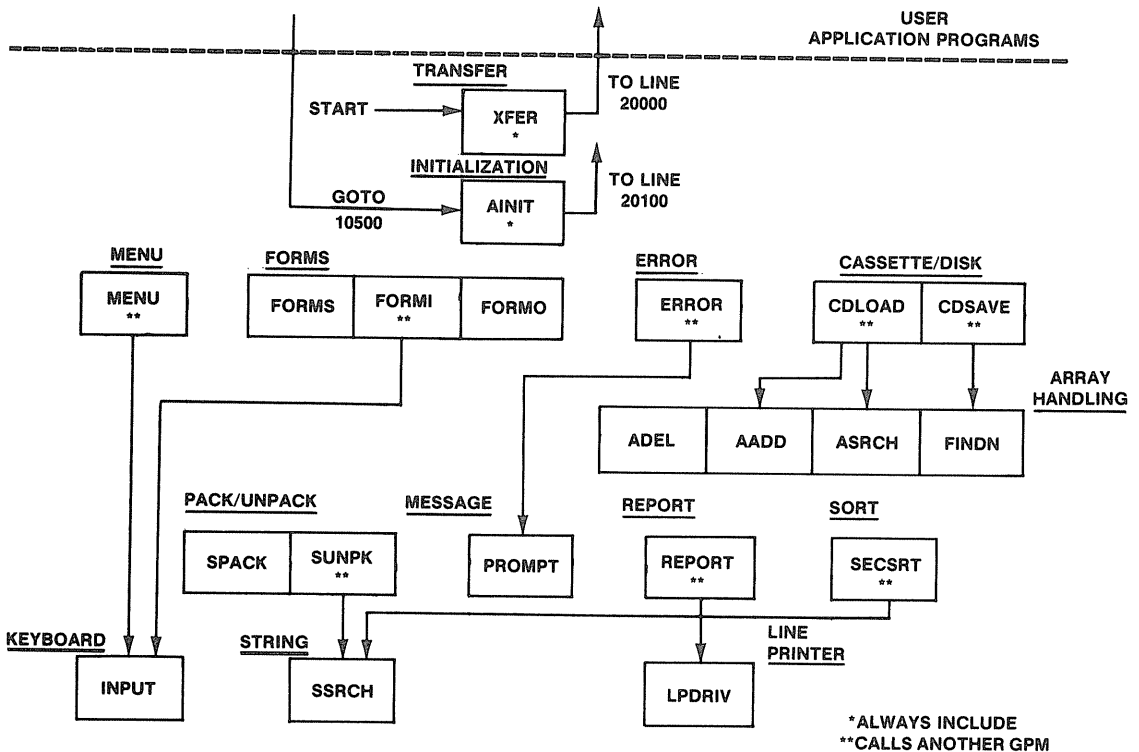 USER
APPLICATION PROGRAMS
TRANSFER
START
XFER
*
TO LINE
20000
INITIALIZATION
GOTO
10500
AINIT
*
TO LINE
20100
MENU
MENU
**
FORMS
FORMS
FORMI
**
FORMO
ERROR
ERROR
**
CASSETTE/DISK
CDLOAD
**
CDSAVE
**
ARRAY
HANDLING
ADEL
AADD
ASRCH
FINDN
PACK/UNPACK
SPACK
SUNPK
**
MESSAGE
PROMPT
REPORT
REPORT
**
SORT
SECSRT
**
KEYBOARD
INPUT
STRING
SSRCH
LINE
PRINTER
LPDRIV
*ALWAYS INCLUDE
**CALLS ANOTHER GPM